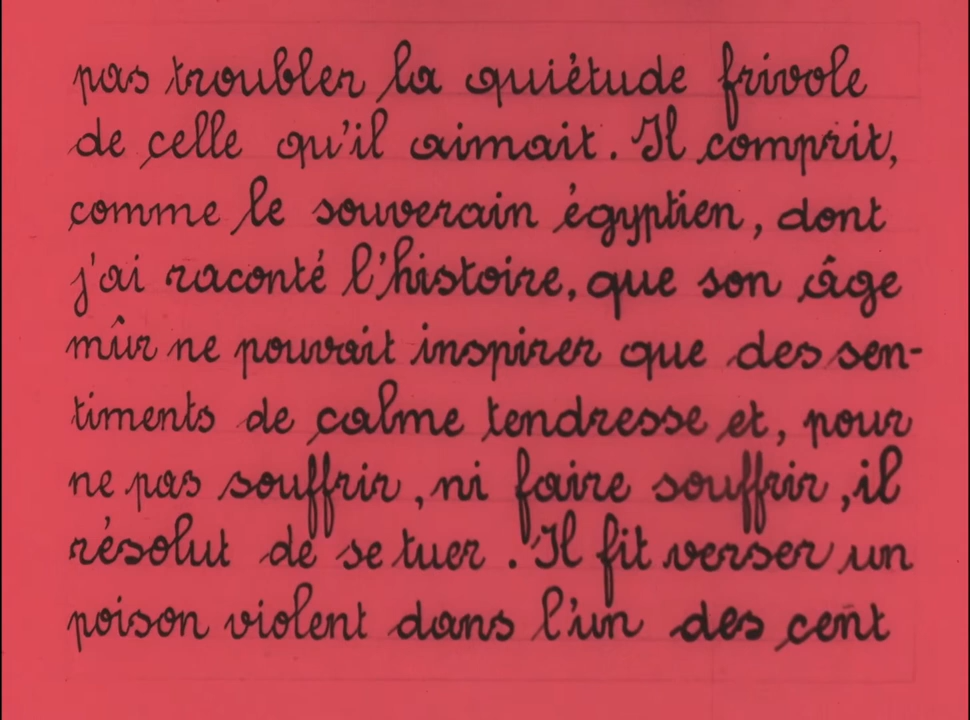 pas troubler la quiétude frivole
de celle qu'il aimait. Il comprit,
comme le souverain égyptien, dont
j'ai raconté l'histoire, que son âge
mûr ne pouvait inspirer que des sen-
timents de calme tendresse et, pour
ne pas souffrir, ni faire souffrir, il
résolut de se tuer. Il fit verser un
poison violent dans l'un des cent